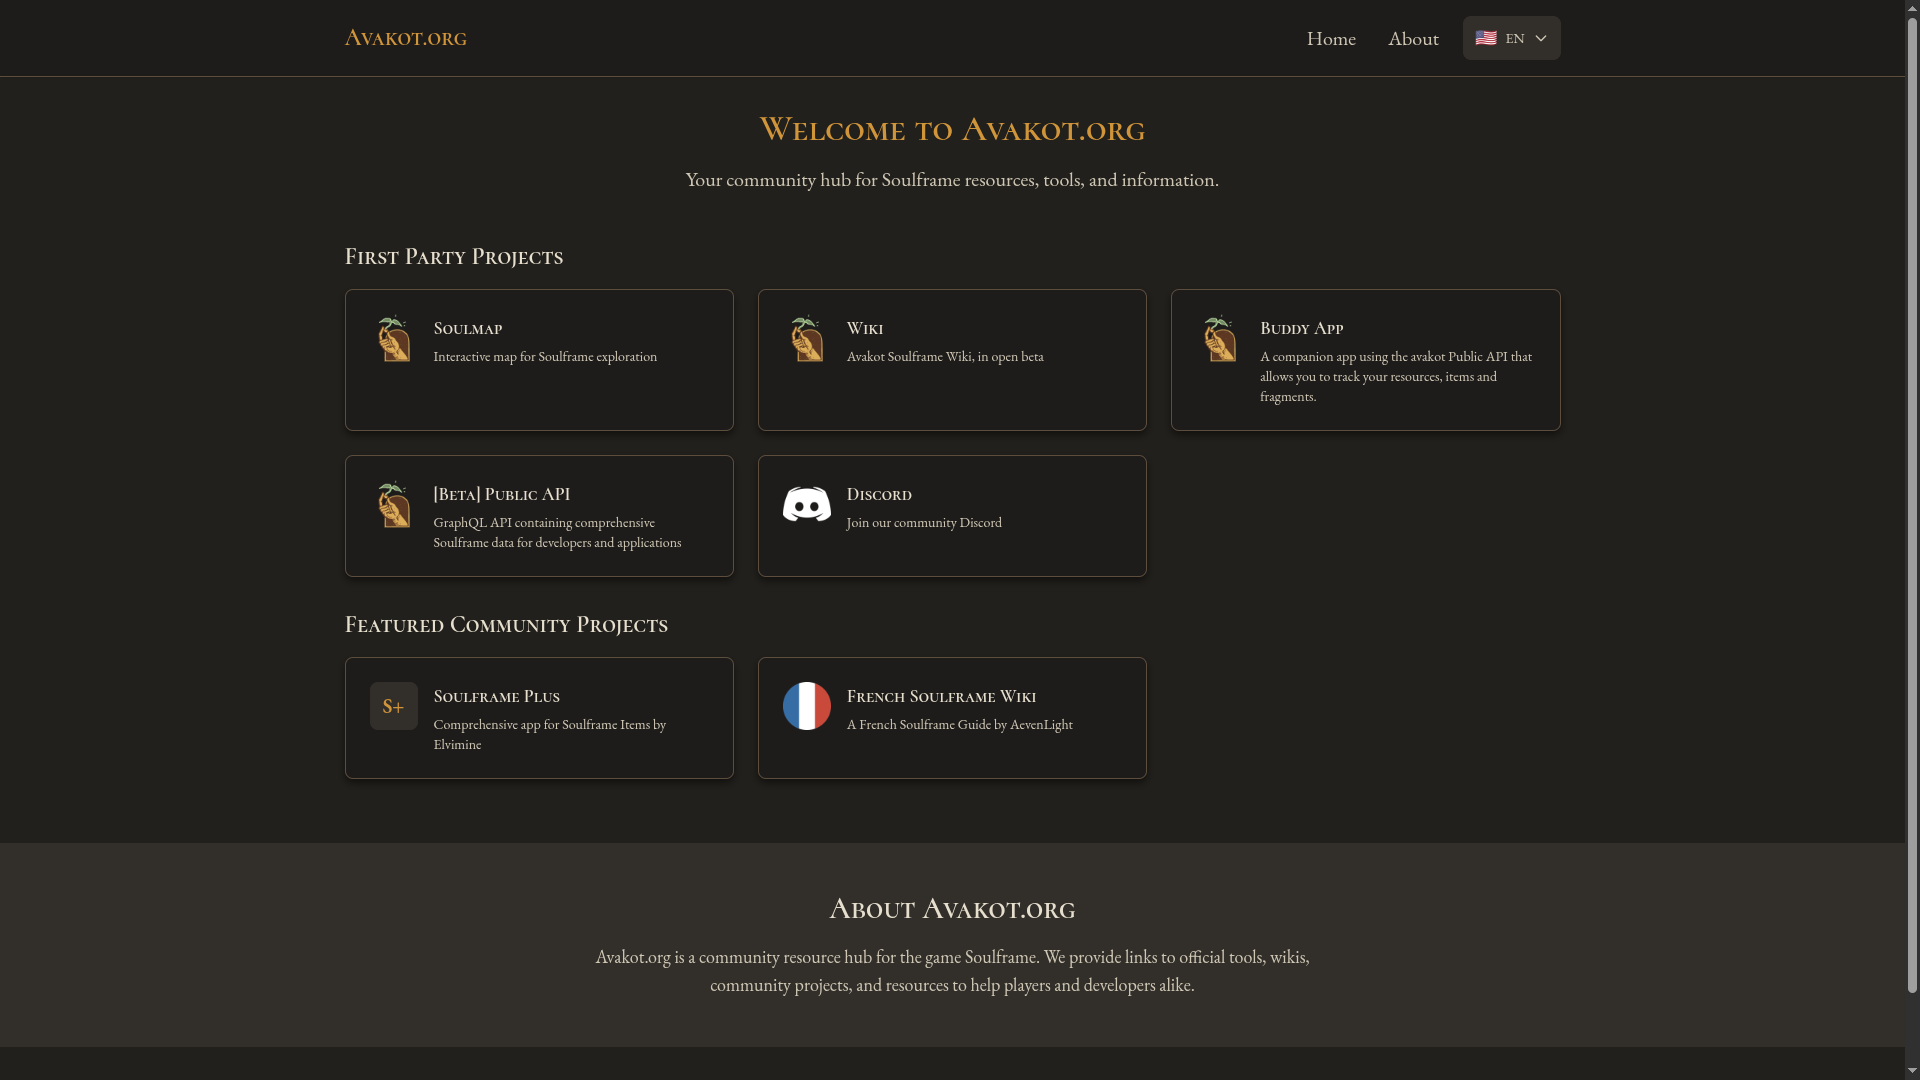 Avakot.org
Home
About
EN
Welcome to Avakot.org
Your community hub for Soulframe resources, tools, and information.
First Party Projects
Soulmap
Interactive map for Soulframe exploration
Wiki
Avakot Soulframe Wiki, in open beta
Buddy App
A companion app using the avakot Public API that
allows you to track your resources, items and
fragments.
[Beta] Public API
GraphQL API containing comprehensive
Soulframe data for developers and applications
Discord
Join our community Discord
Featured Community Projects
S+
Soulframe Plus
Comprehensive app for Soulframe Items by
Elvimine
French Soulframe Wiki
A French Soulframe Guide by AevenLight
About Avakot.org
Avakot.org is a community resource hub for the game Soulframe. We provide links to official tools, wikis,
community projects, and resources to help players and developers alike.